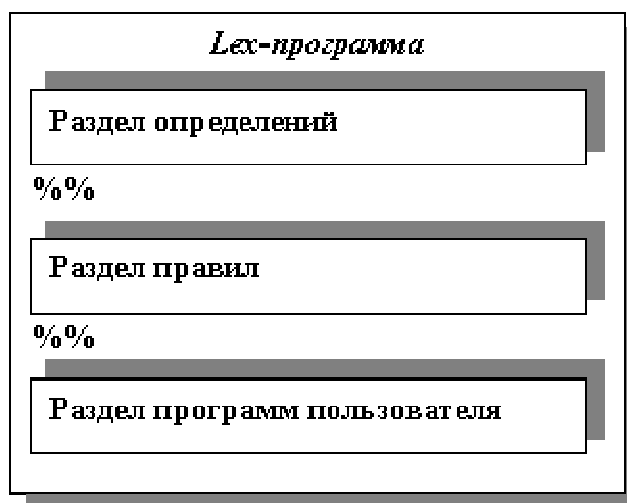 Lex-программа
Раздел определений
%%
Раздел правил
%%
Раздел программ пользователя